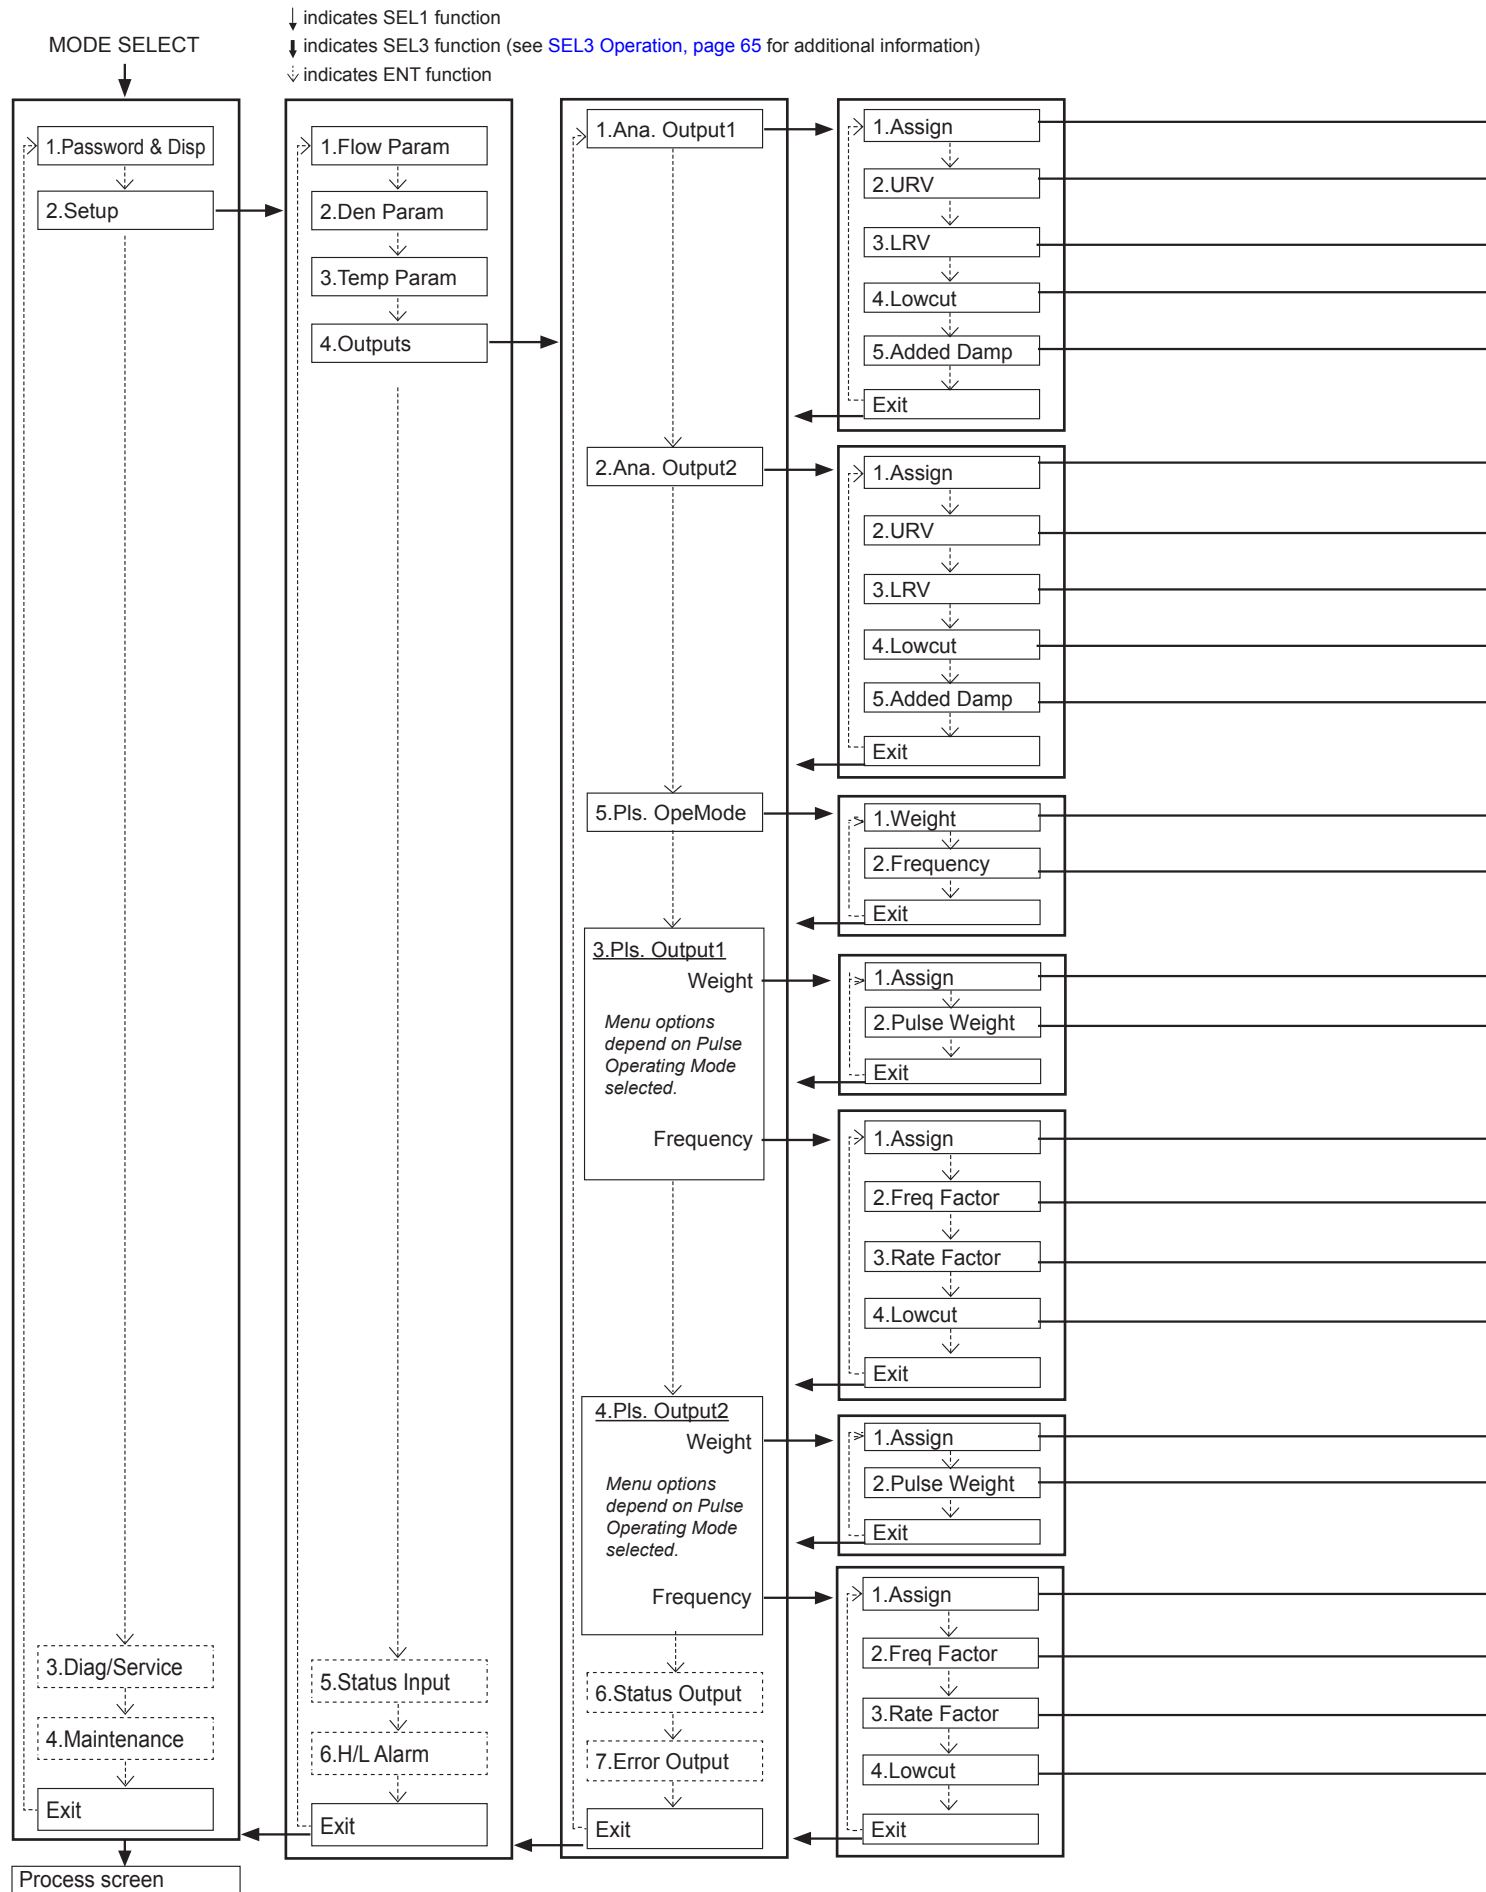 indicates SEL1 function
MODE SELECT
indicates SEL3 function (see SEL3 Operation, page 65 for additional information)
indicates ENT function
1.Password & Disp
2.Setup
3.Diag/Service
4.Maintenance
Exit
Process screen
1.Flow Param
2.Den Param
3.Temp Param
4.Outputs
5.Status Input
6.H/L Alarm
Exit
1.Ana. Output1
2.Ana. Output2
5.Pls. OpeMode
3.Pls. Output1
Weight
Menu options
depend on Pulse
Operating Mode
selected.
Frequency
4.Pls. Output2
Weight
Menu options
depend on Pulse
Operating Mode
selected.
Frequency
6.Status Output
7.Error Output
Exit
1.Assign
2.URV
3.LRV
4.Lowcut
5.Added Damp
Exit
1.Assign
2.URV
3.LRV
4.Lowcut
5.Added Damp
Exit
1.Weight
2.Frequency
Exit
1.Assign
2.Pulse Weight
Exit
1.Assign
2.Freq Factor
3.Rate Factor
4.Lowcut
Exit
1.Assign
2.Pulse Weight
Exit
1.Assign
2.Freq Factor
3.Rate Factor
4.Lowcut
Exit